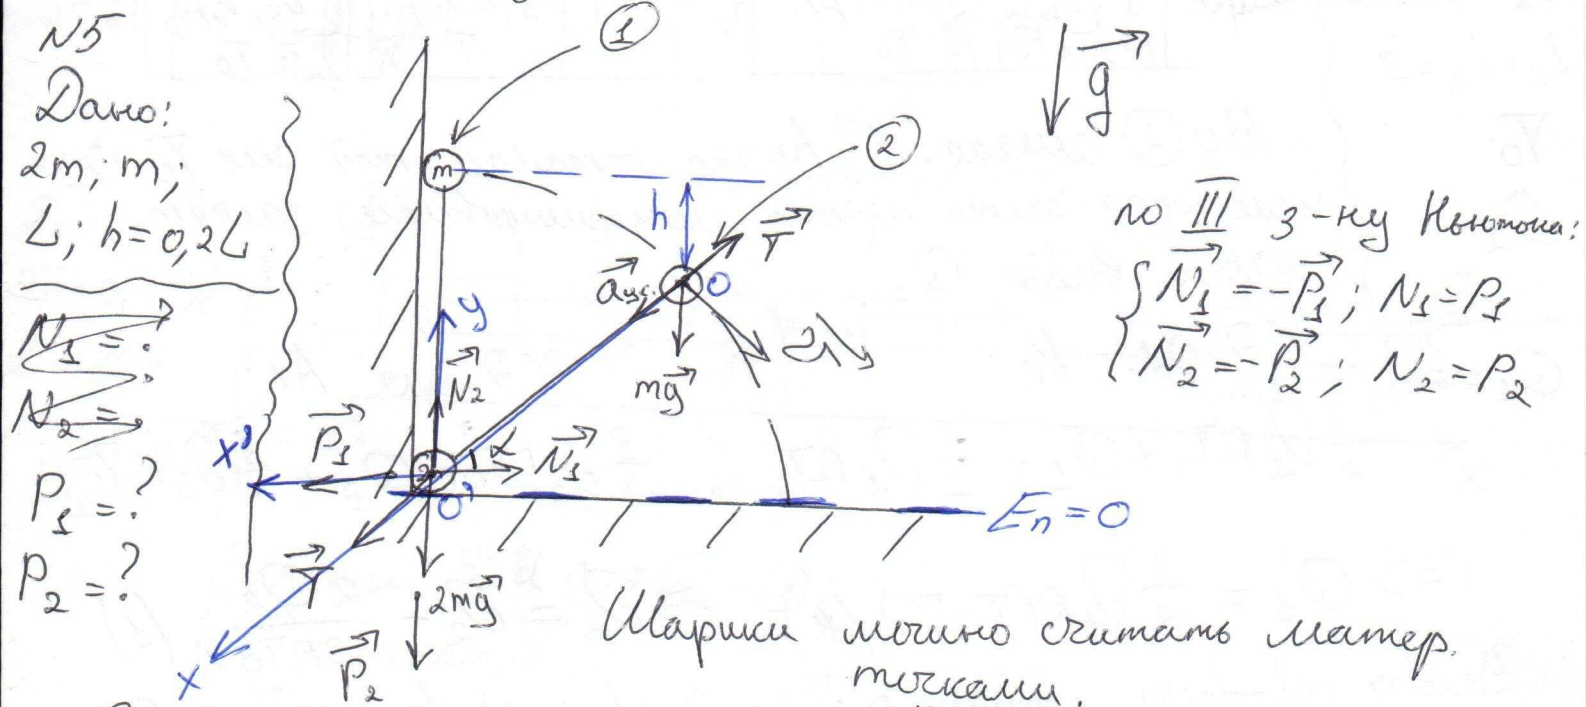 N5
Дано:
2m; m;
L; h=0,2L
N₁ = ?
N₂ = ?
P₁ = ?
P₂ = ?
1
2
g
m
h
T
aцс.
O
mg
v
y
N₂
x'
P₁
α
N₁
O'
Eп = 0
T
2mg
P₂
x
по III з-ну Ньютона:
N₁ = -P₁; N₁ = P₁
N₂ = -P₂; N₂ = P₂
Шарики можно считать матер.
точками.